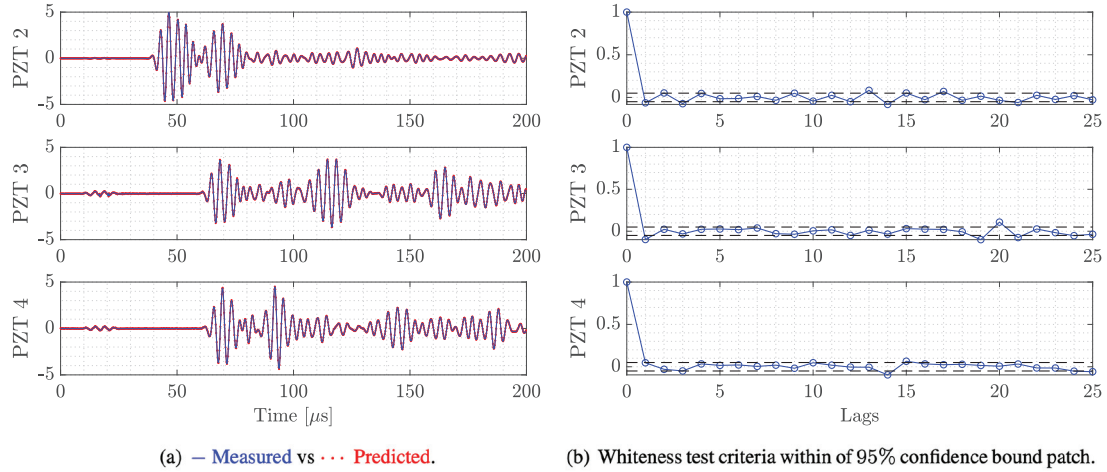 PZT 2
5
0
-5
0 50 100 150 200
PZT 2
1
0.5
0
0 5 10 15 20 25
PZT 3
5
0
-5
0 50 100 150 200
PZT 3
1
0.5
0
0 5 10 15 20 25
PZT 4
5
0
-5
0 50 100 150 200
Time [μs]
PZT 4
1
0.5
0
0 5 10 15 20 25
Lags
(a) — Measured vs ··· Predicted.
(b) Whiteness test criteria within of 95% confidence bound patch.